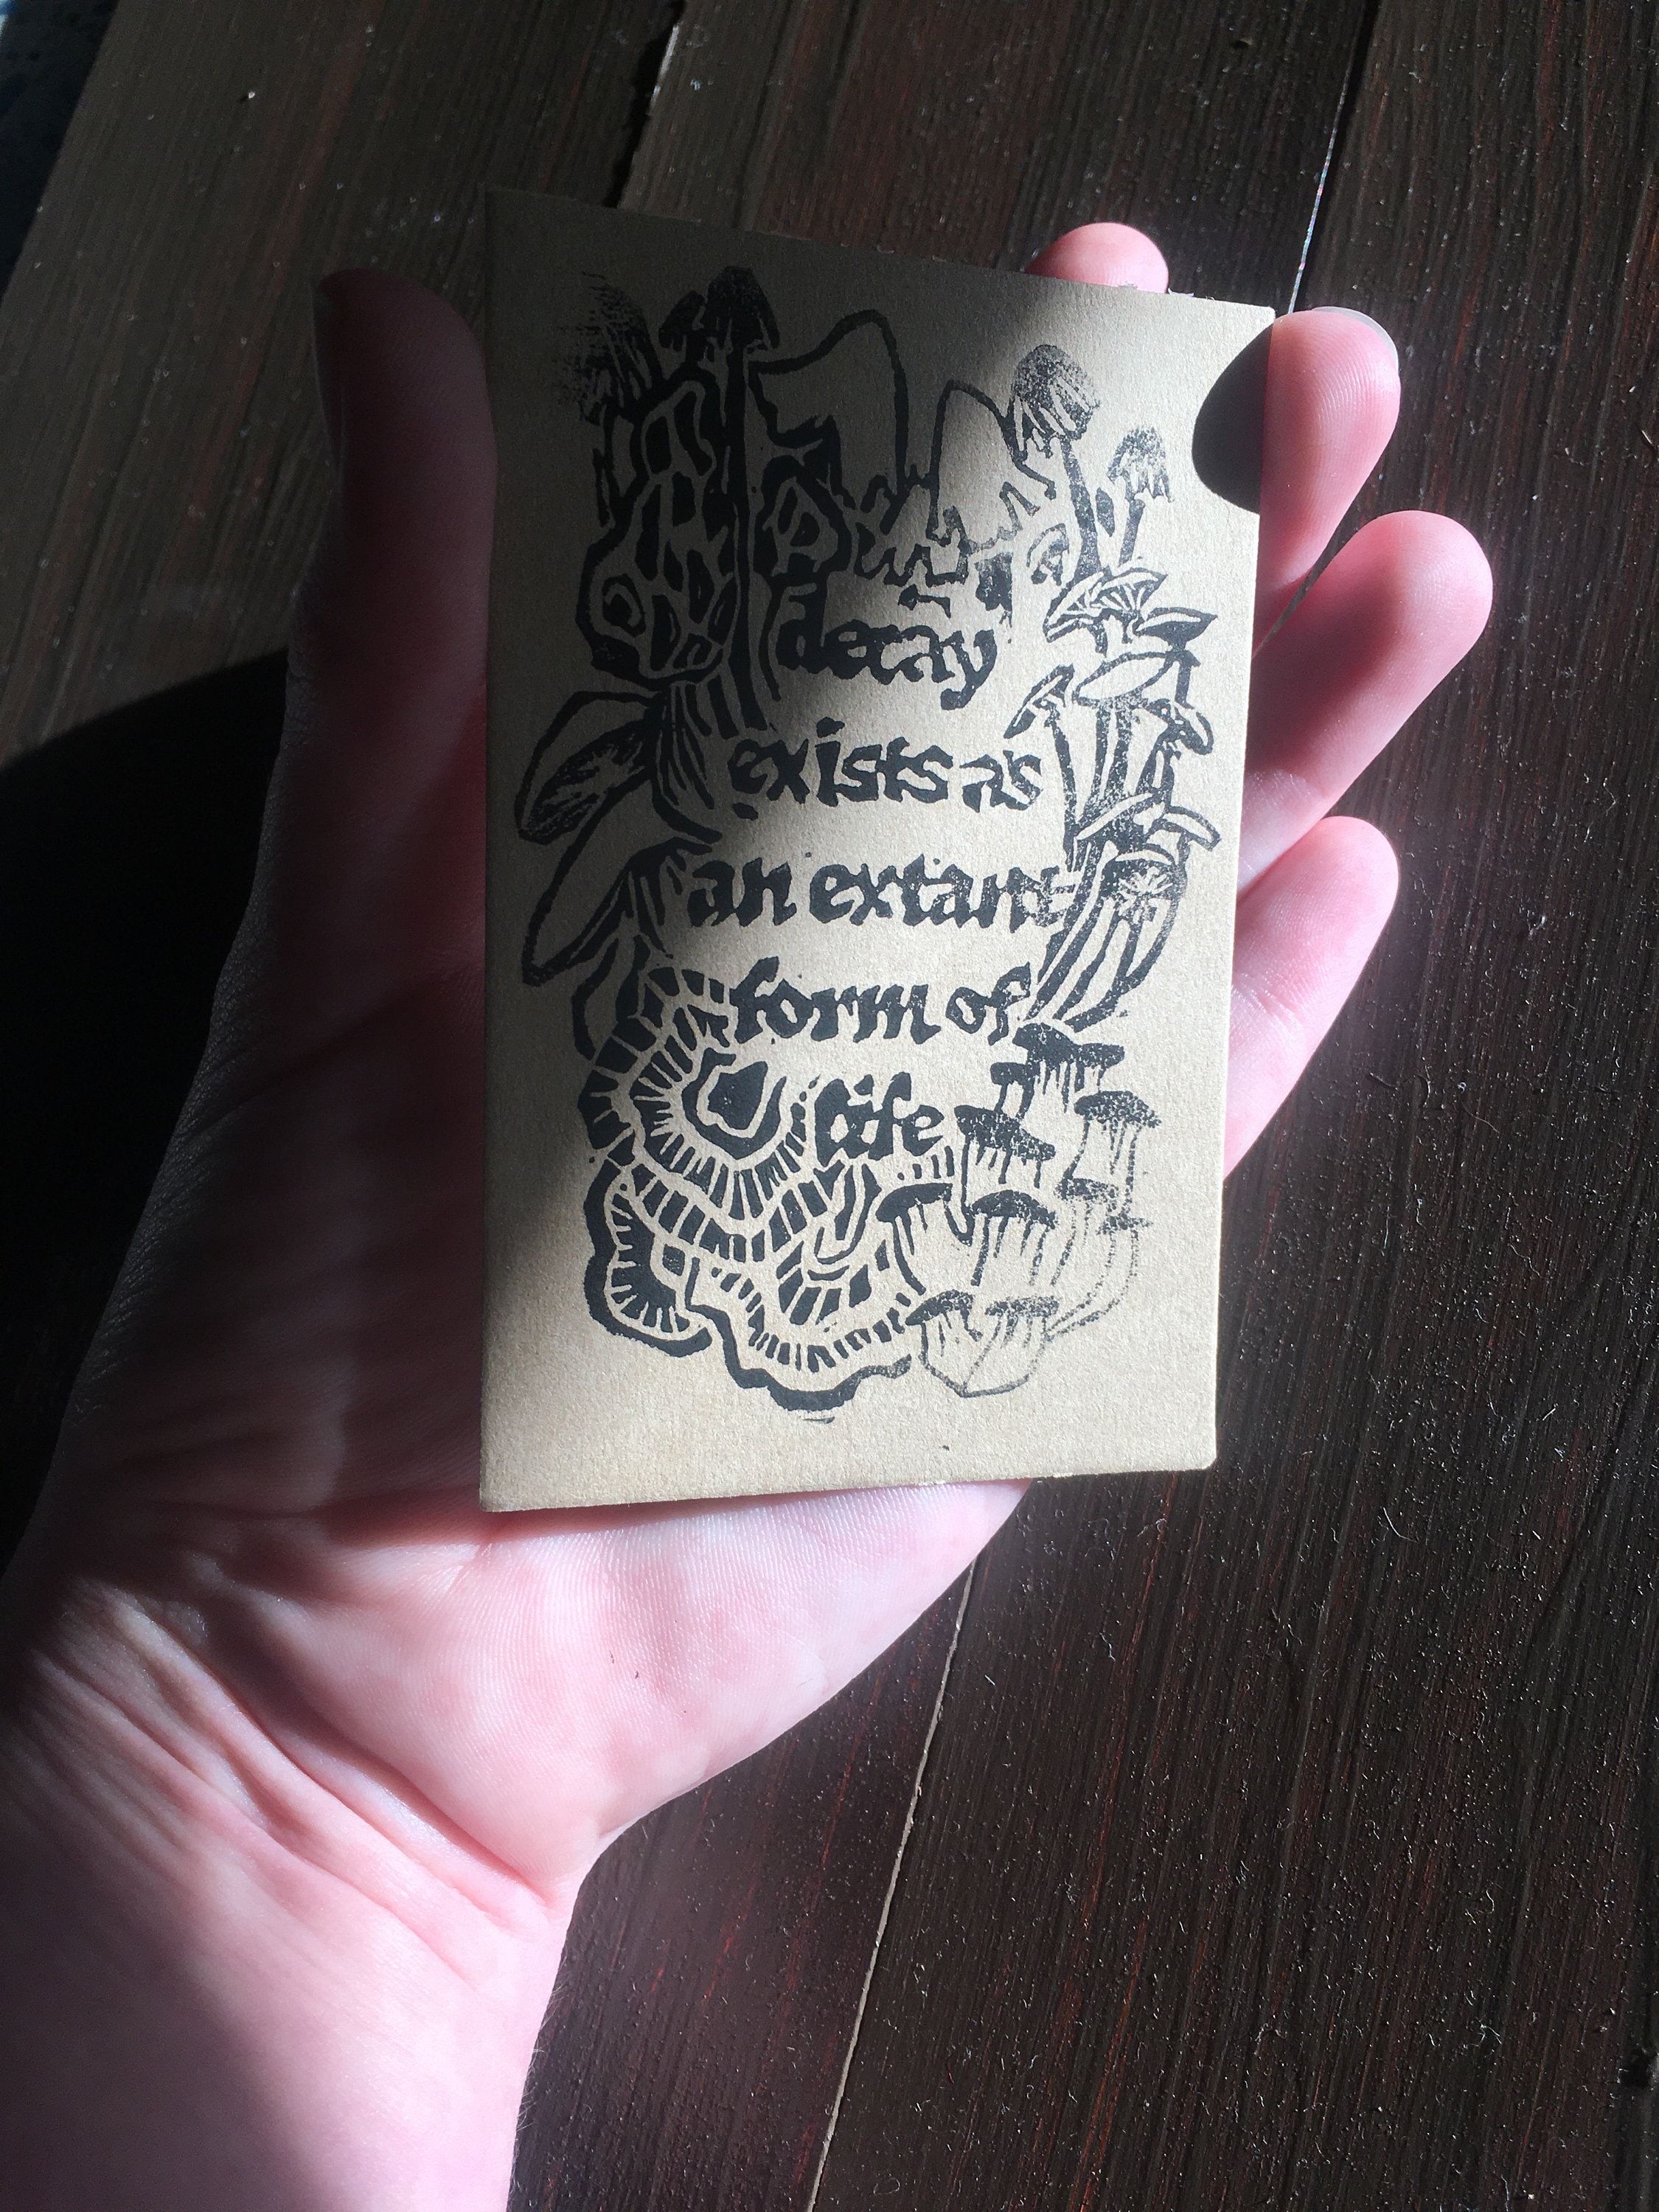 decay
exists as
an extant
form of
life